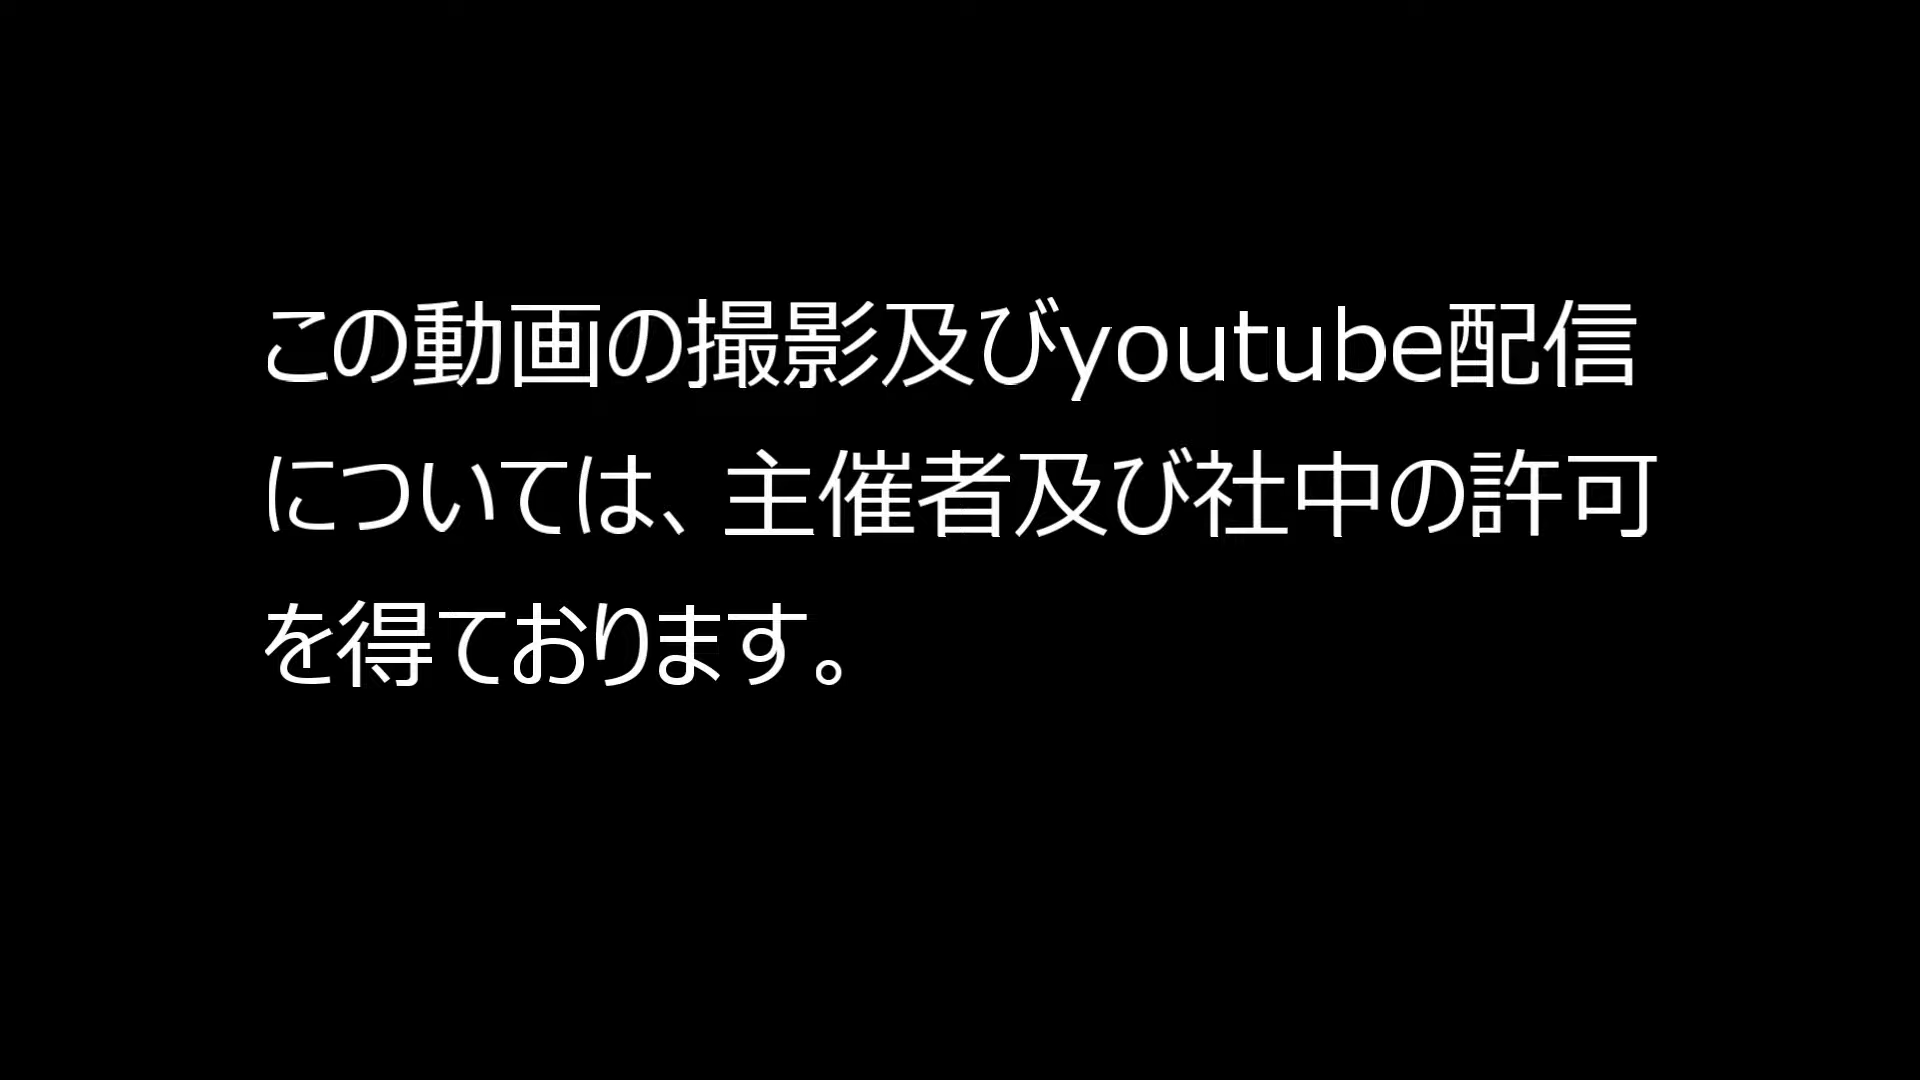 この動画の撮影及びyoutube配信
については、主催者及び社中の許可
を得ております。